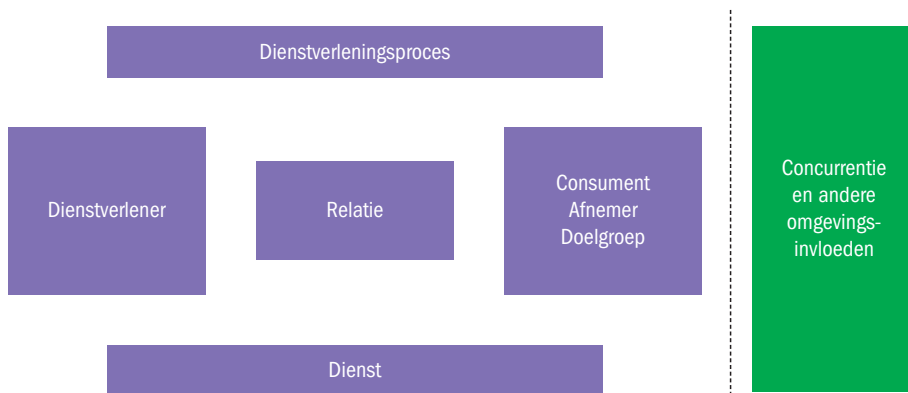 Dienstverleningsproces
Dienstverlener
Relatie
Consument
Afnemer
Doelgroep
Dienst
Concurrentie
en andere
omgevings-
invloeden